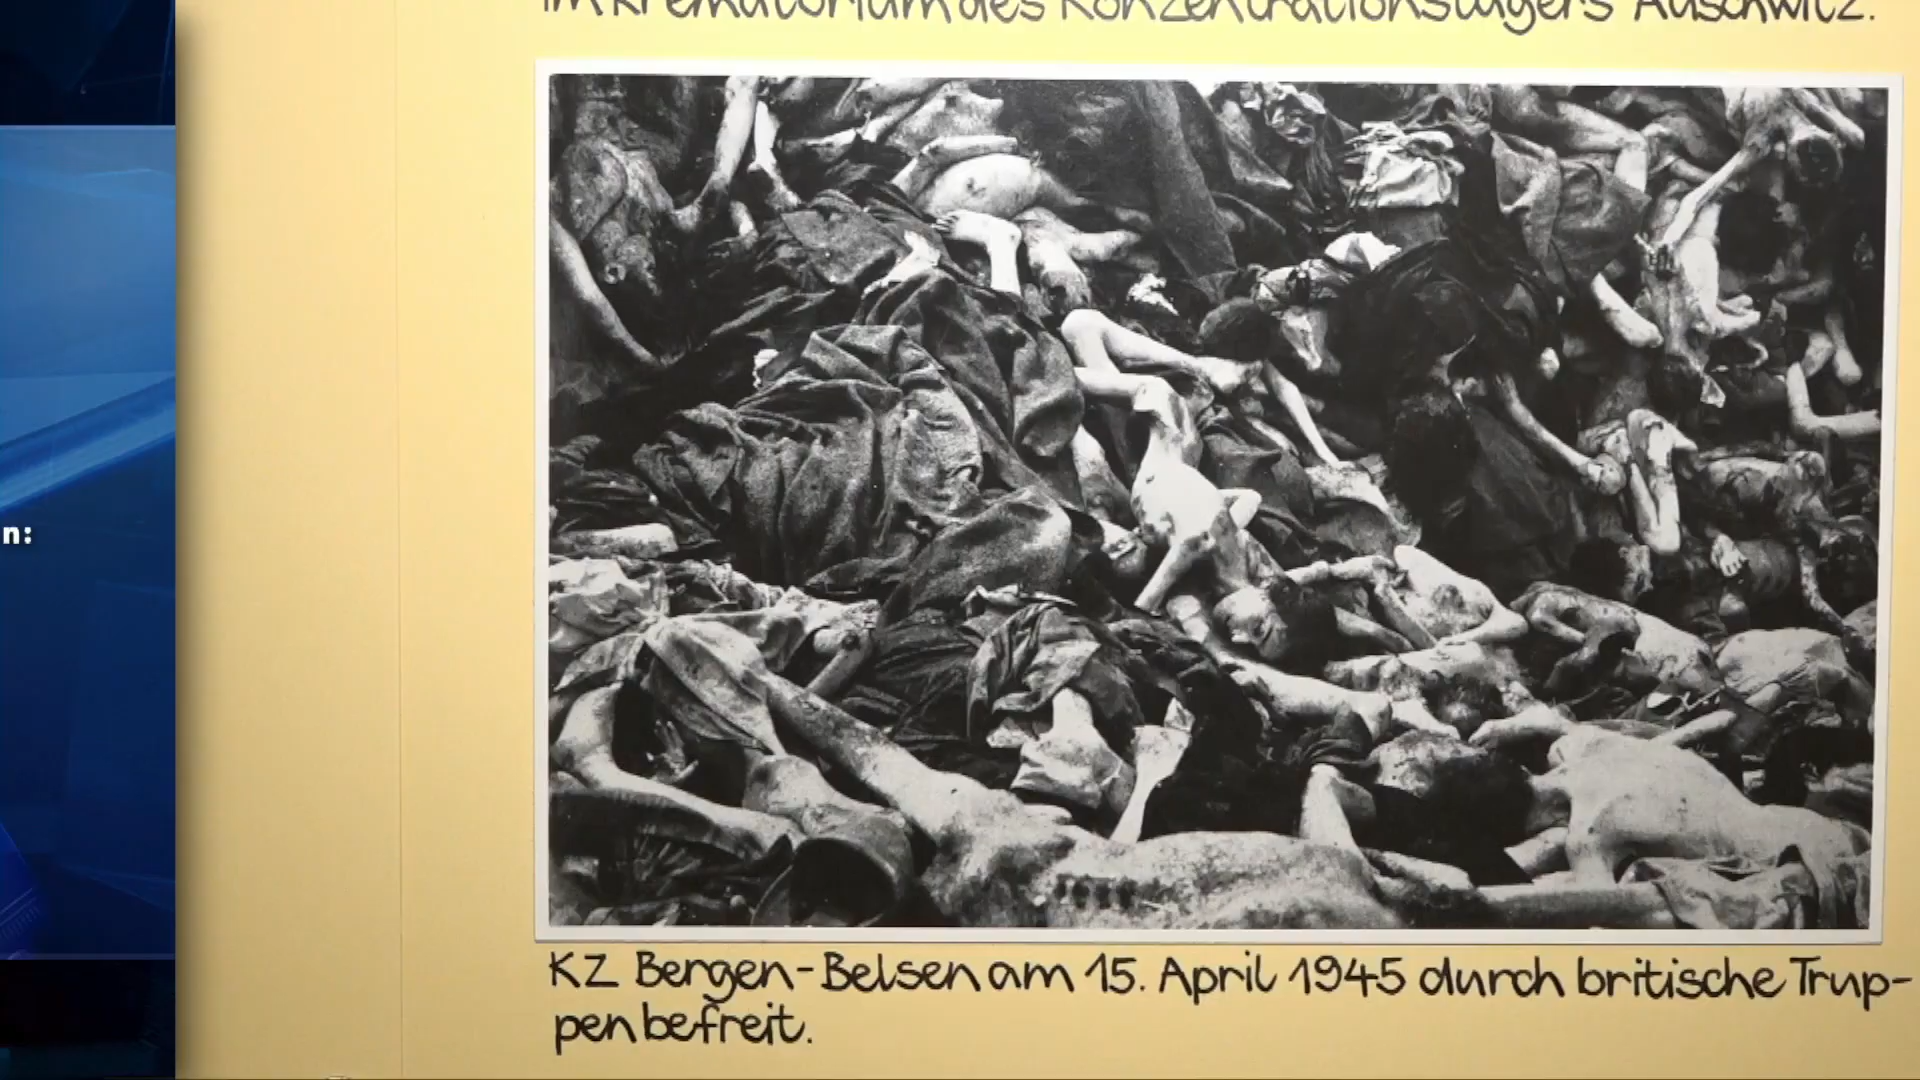 im Krematorium des Konzentrationslagers Auschwitz.
n:
KZ Bergen-Belsen am 15. April 1945 durch britische Trup-
pen befreit.